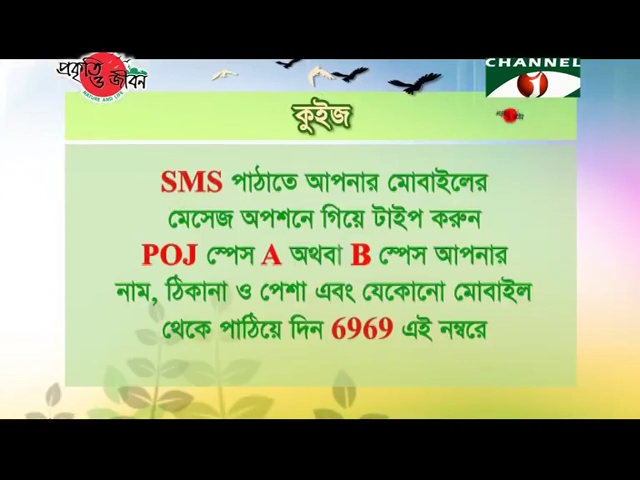 প্রকৃতি ও জীবন
NATURE AND LIFE
CHANNEL
i
কুইজ
SMS পাঠাতে আপনার মোবাইলের
মেসেজ অপশনে গিয়ে টাইপ করুন
POJ স্পেস A অথবা B স্পেস আপনার
নাম, ঠিকানা ও পেশা এবং যেকোনো মোবাইল
থেকে পাঠিয়ে দিন 6969 এই নম্বরে